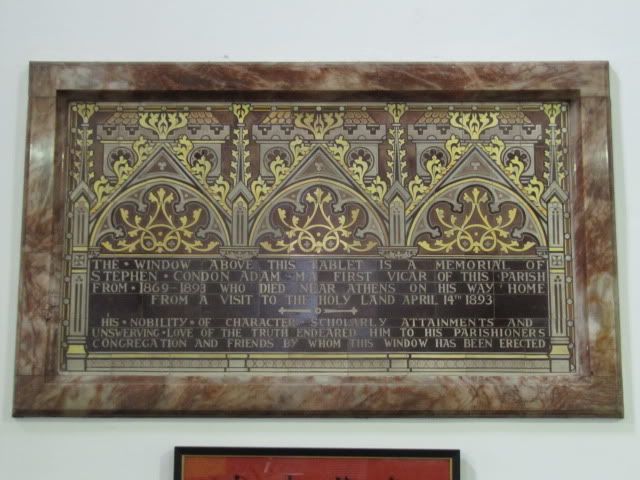 THE · WINDOW ABOVE THIS TABLET IS A MEMORIAL OF
STEPHEN · CONDON ADAM · MA FIRST VICAR OF THIS PARISH
FROM · 1869-1893 WHO DIED NEAR ATHENS ON HIS WAY HOME
FROM A VISIT TO THE HOLY LAND APRIL 14TH 1893
HIS · NOBILITY · OF CHARACTER · SCHOLARLY ATTAINMENTS AND
UNSWERVING · LOVE OF THE TRUTH ENDEARED HIM TO HIS PARISHIONERS
CONGREGATION AND FRIENDS BY WHOM THIS WINDOW HAS BEEN ERECTED